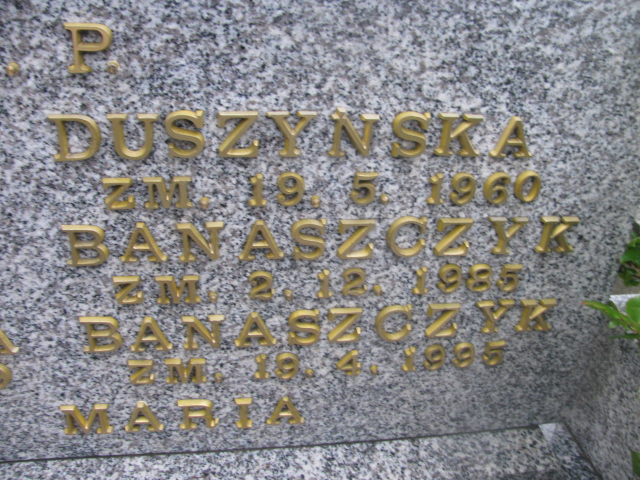 . P.
DUSZYŃSKA
ZM. 19. 5. 1960
BANASZCZYK
ZM. 2. 12. 1985
BANASZCZYK
ZM. 19. 4. 1995
MARIA